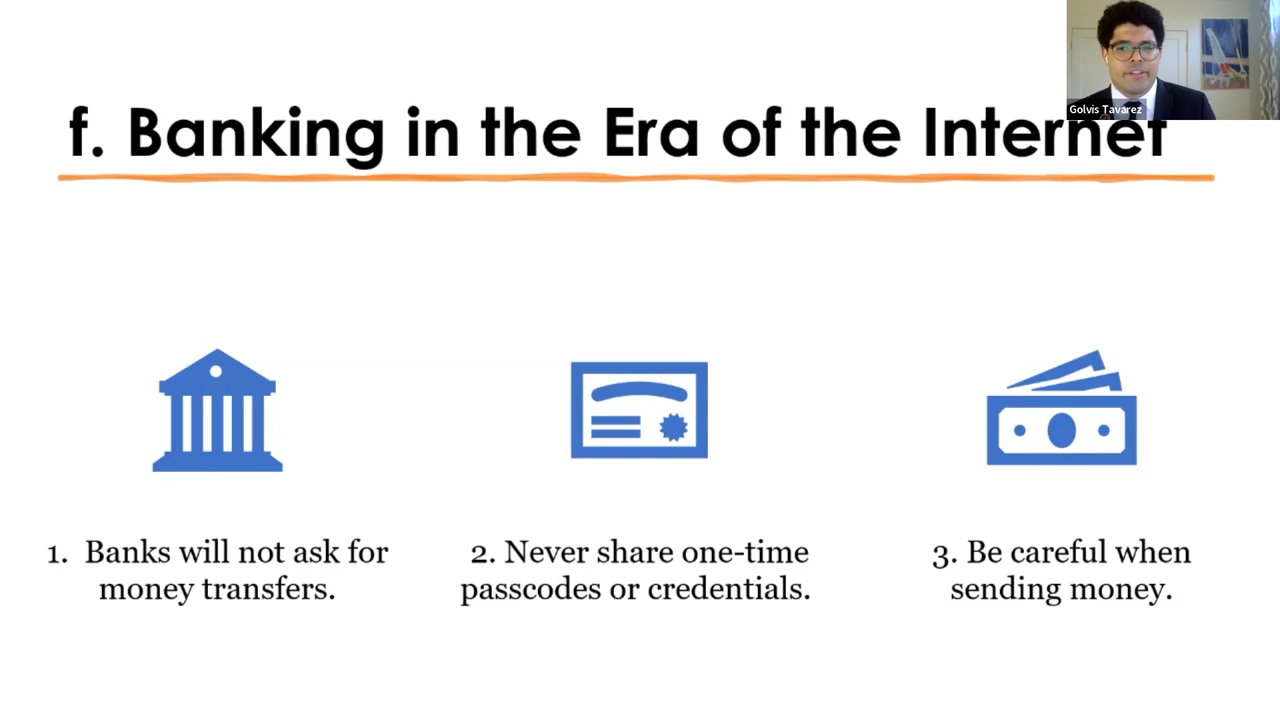 Golvis Tavarez
f. Banking in the Era of the Internet
1. Banks will not ask for
money transfers.
2. Never share one-time
passcodes or credentials.
3. Be careful when
sending money.